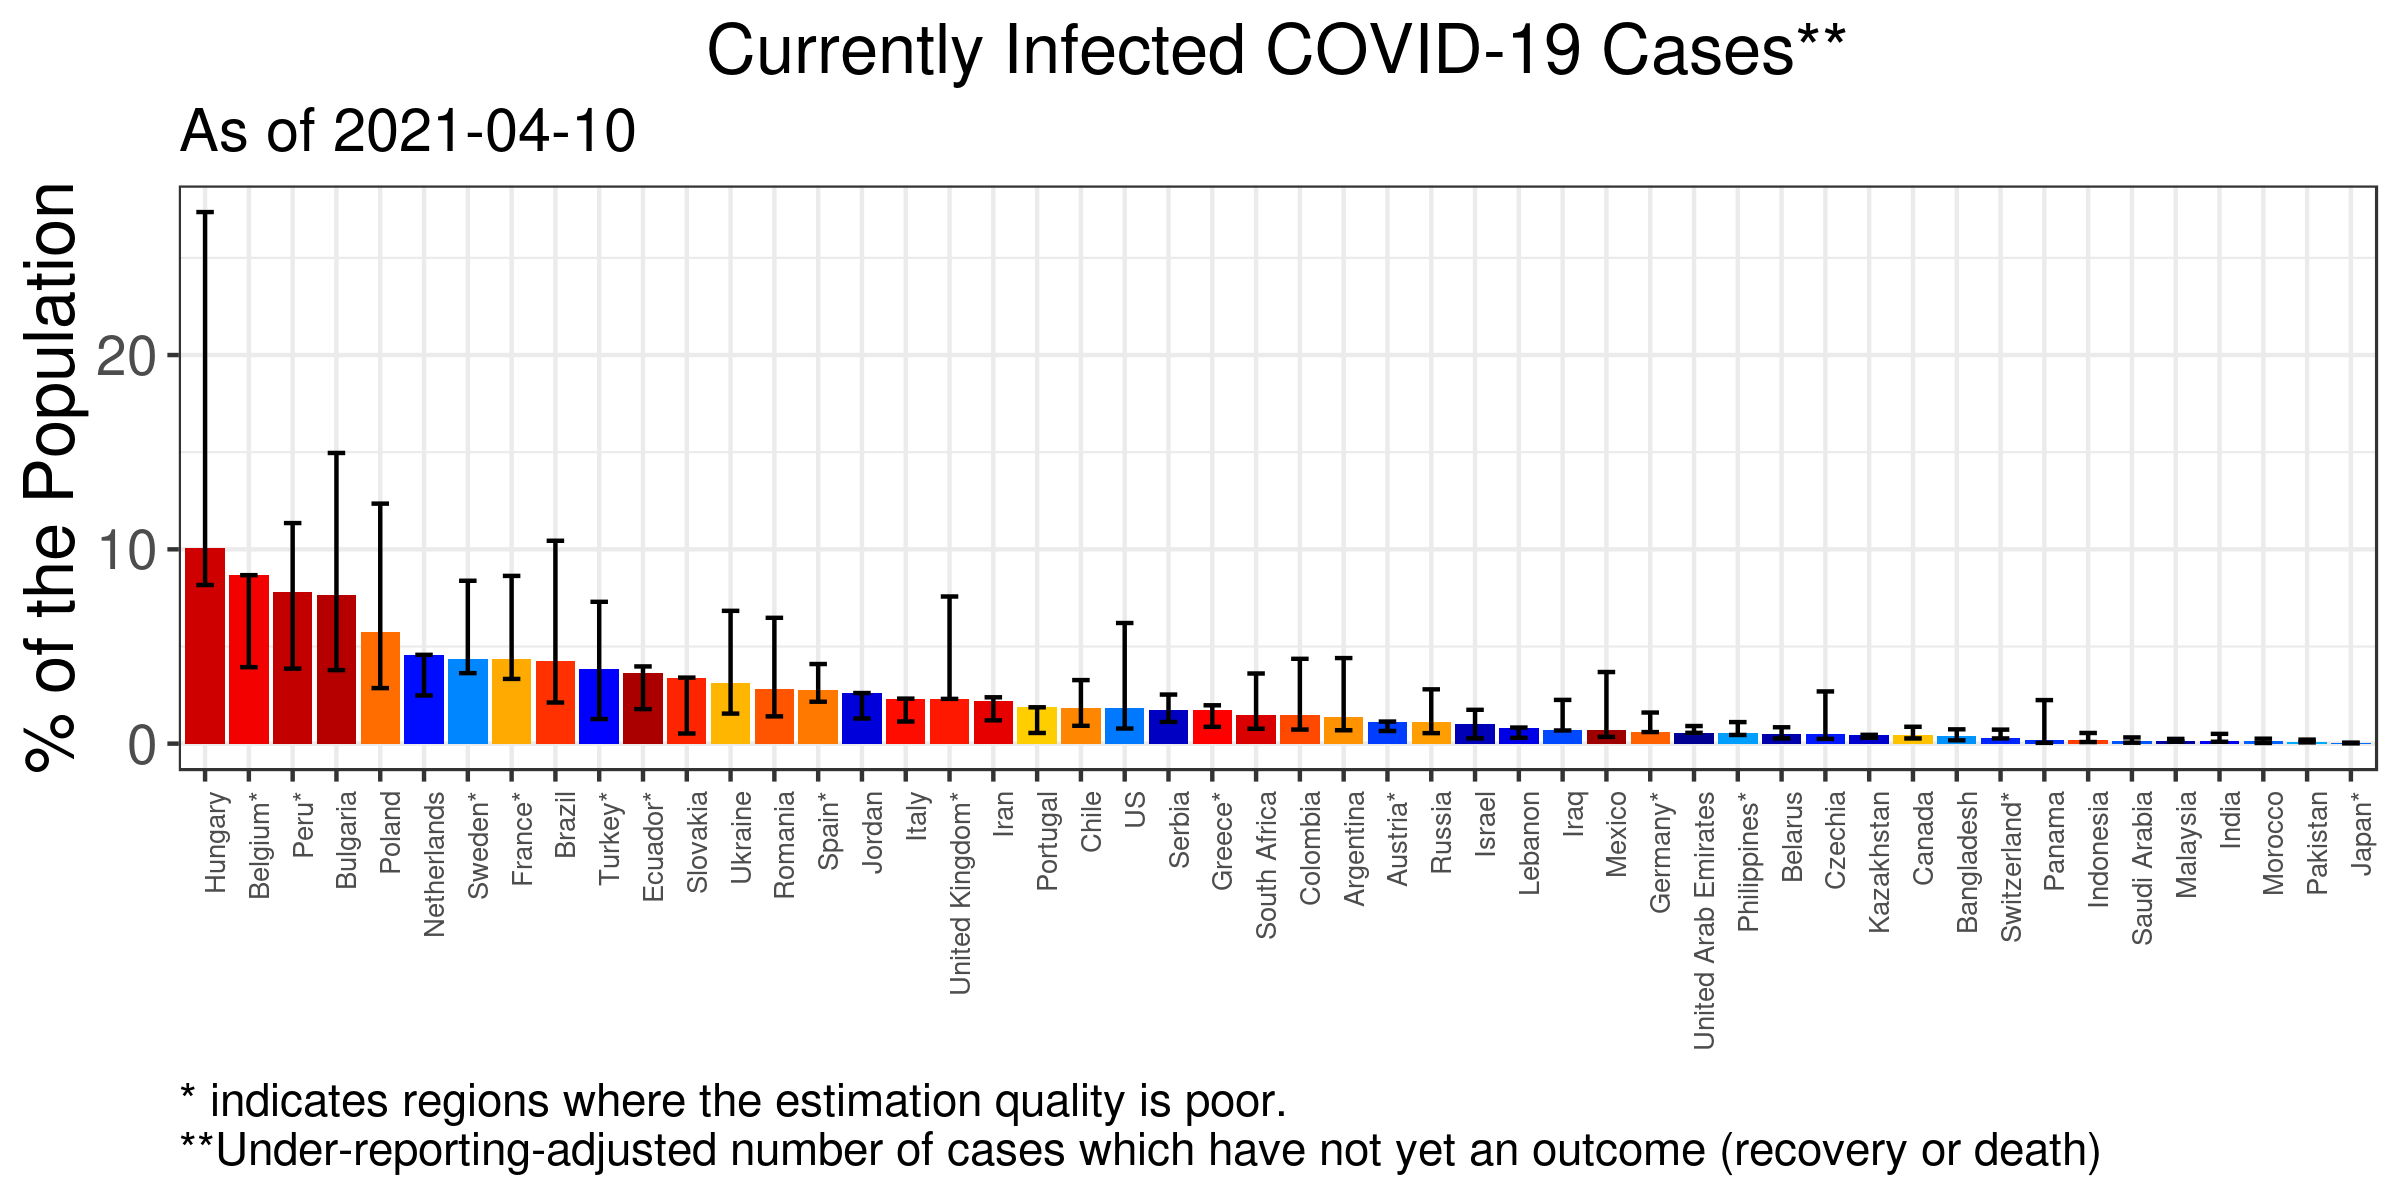 Currently Infected COVID-19 Cases**
As of 2021-04-10
% of the Population
20
10
0
Hungary
Belgium*
Peru*
Bulgaria
Poland
Netherlands
Sweden*
France*
Brazil
Turkey*
Ecuador*
Slovakia
Ukraine
Romania
Spain*
Jordan
Italy
United Kingdom*
Iran
Portugal
Chile
US
Serbia
Greece*
South Africa
Colombia
Argentina
Austria*
Russia
Israel
Lebanon
Iraq
Mexico
Germany*
United Arab Emirates
Philippines*
Belarus
Czechia
Kazakhstan
Canada
Bangladesh
Switzerland*
Panama
Indonesia
Saudi Arabia
Malaysia
India
Morocco
Pakistan
Japan*
* indicates regions where the estimation quality is poor.
**Under-reporting-adjusted number of cases which have not yet an outcome (recovery or death)